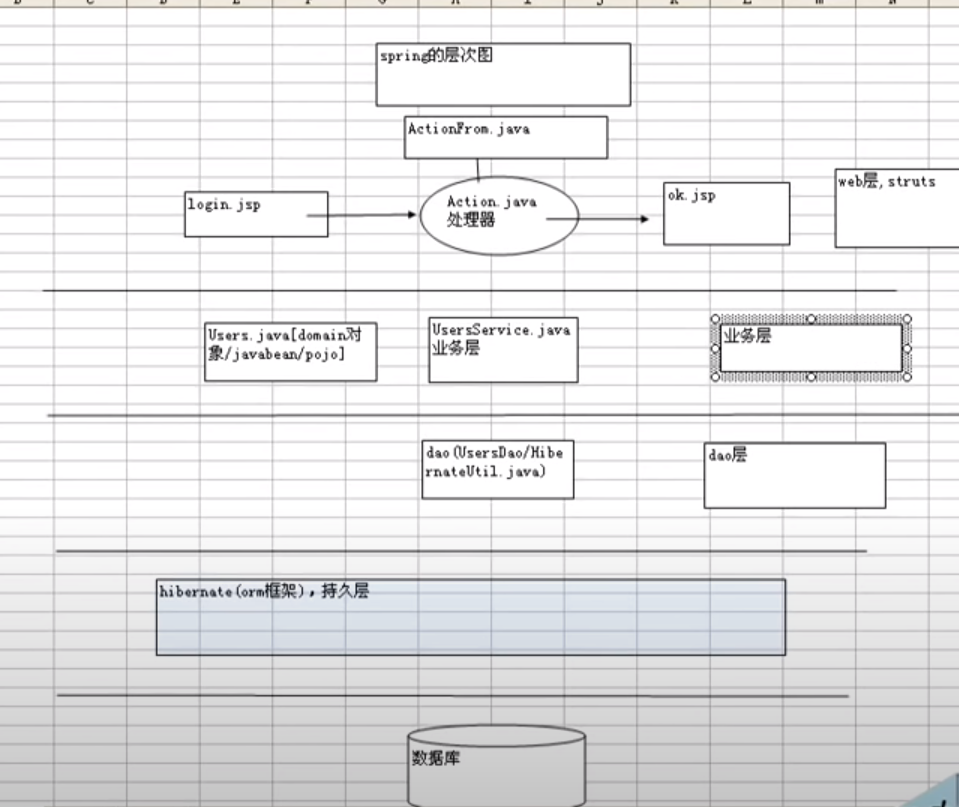 spring的层次图
ActionFrom.java
login.jsp
Action.java
处理器
ok.jsp
web层,struts
Users.java[domain对
象/javabean/pojo]
UsersService.java
业务层
业务层
dao(UsersDao/Hibe
rnateUtil.java)
dao层
hibernate(orm框架),持久层
数据库